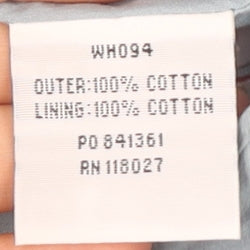 WH094
OUTER:100% COTTON
LINING:100% COTTON
PO 841361
RN 118027